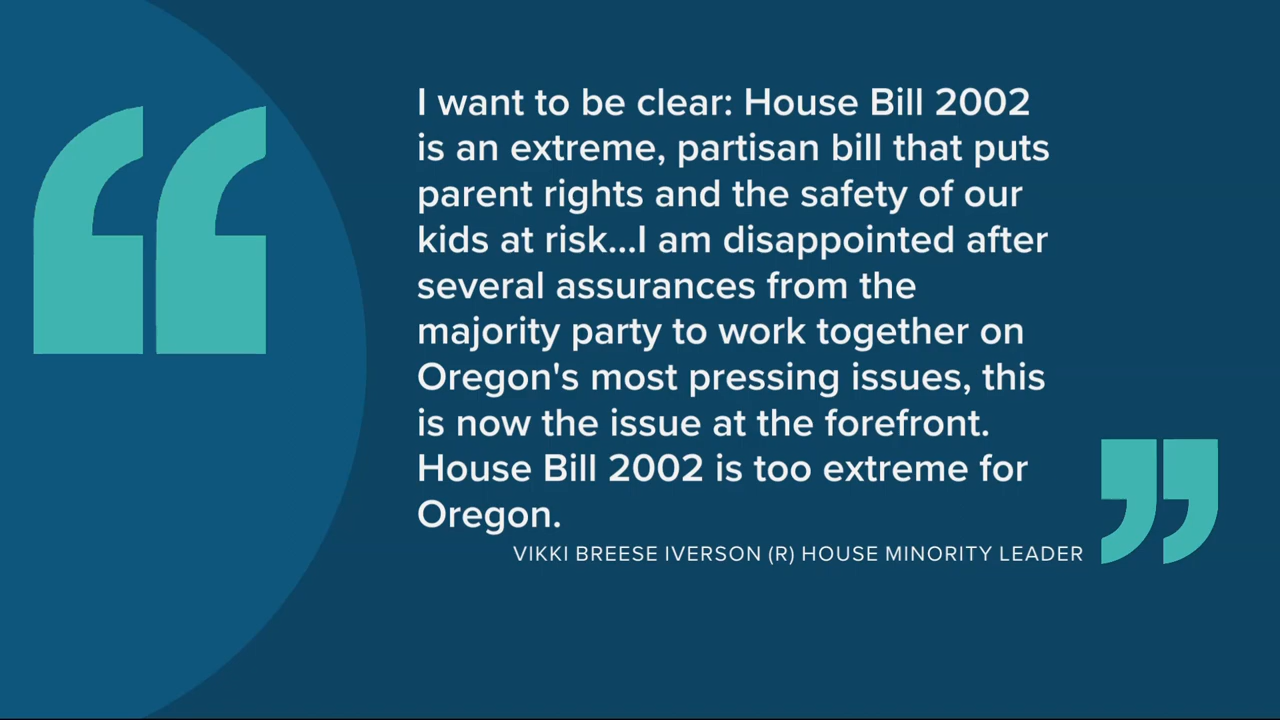 I want to be clear: House Bill 2002
is an extreme, partisan bill that puts
parent rights and the safety of our
kids at risk...I am disappointed after
several assurances from the
majority party to work together on
Oregon's most pressing issues, this
is now the issue at the forefront.
House Bill 2002 is too extreme for
Oregon.
VIKKI BREESE IVERSON (R) HOUSE MINORITY LEADER